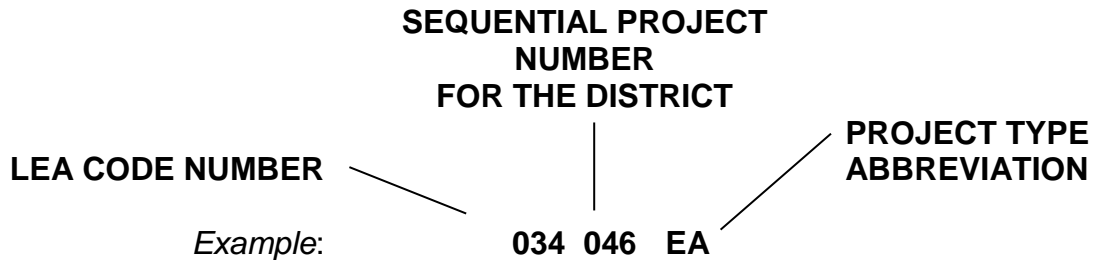 SEQUENTIAL PROJECT
NUMBER
FOR THE DISTRICT
PROJECT TYPE
LEA CODE NUMBER
ABBREVIATION
Example: 034 046 EA